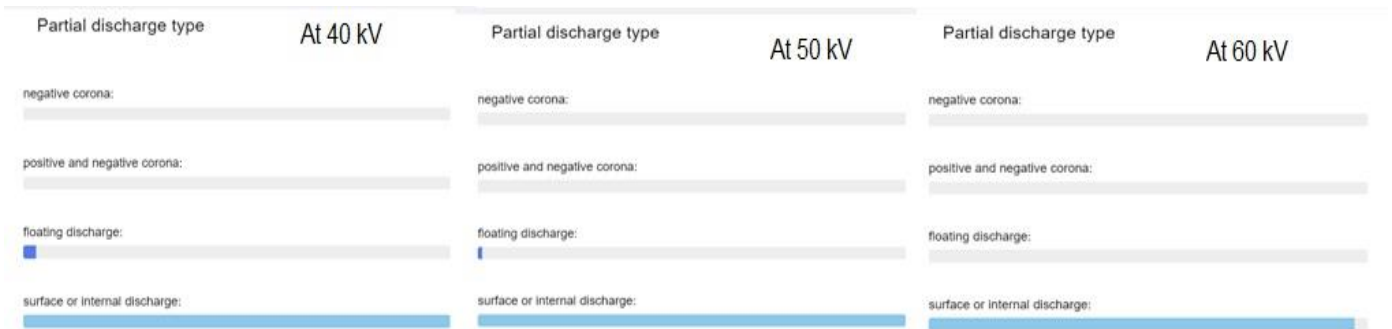 Partial discharge type
At 40 kV
negative corona:
positive and negative corona:
floating discharge:
surface or internal discharge:
Partial discharge type
At 50 kV
negative corona:
positive and negative corona:
floating discharge:
surface or internal discharge:
Partial discharge type
At 60 kV
negative corona:
positive and negative corona:
floating discharge:
surface or internal discharge: